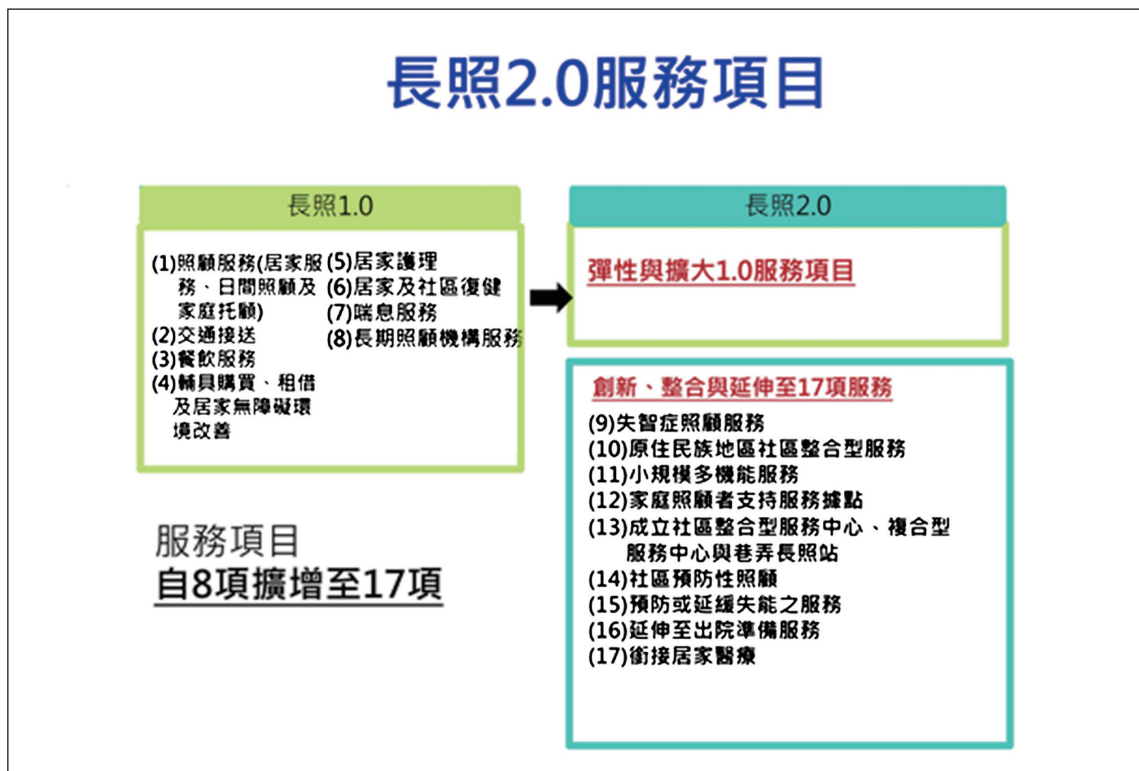 長照2.0服務項目
長照1.0
(1)照顧服務(居家服
務、日間照顧及
家庭托顧)
(2)交通接送
(3)餐飲服務
(4)輔具購買、租借
及居家無障礙環
境改善
(5)居家護理
(6)居家及社區復健
(7)喘息服務
(8)長期照顧機構服務
長照2.0
彈性與擴大1.0服務項目
創新、整合與延伸至17項服務
(9)失智症照顧服務
(10)原住民族地區社區整合型服務
(11)小規模多機能服務
(12)家庭照顧者支持服務據點
(13)成立社區整合型服務中心、複合型
服務中心與巷弄長照站
(14)社區預防性照顧
(15)預防或延緩失能之服務
(16)延伸至出院準備服務
(17)銜接居家醫療
服務項目
自8項擴增至17項